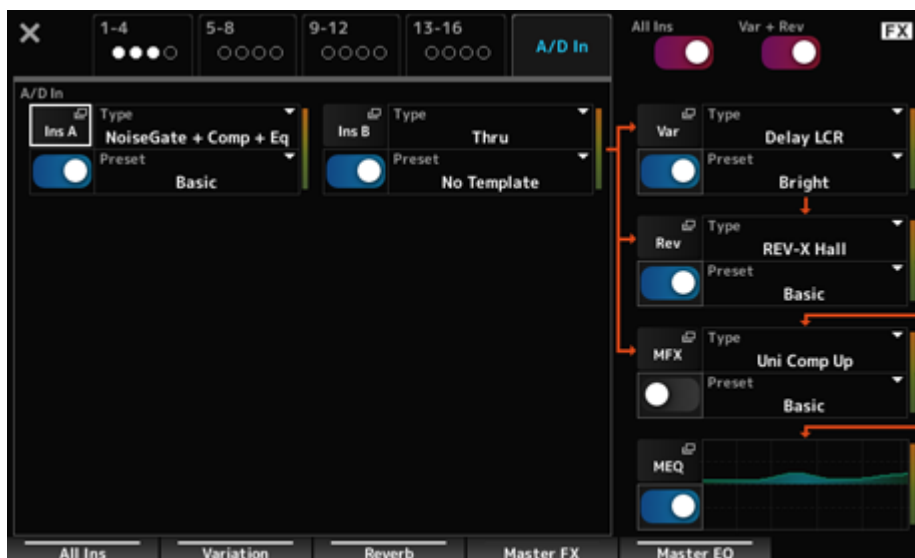 1-4
5-8
9-12
13-16
A/D In
All Ins
Var + Rev
FX
A/D In
Ins A
Type
NoiseGate + Comp + Eq
Preset
Basic
Ins B
Type
Thru
Preset
No Template
Var
Type
Delay LCR
Preset
Bright
Rev
Type
REV-X Hall
Preset
Basic
MFX
Type
Uni Comp Up
Preset
Basic
MEQ
All Ins
Variation
Reverb
Master FX
Master EQ